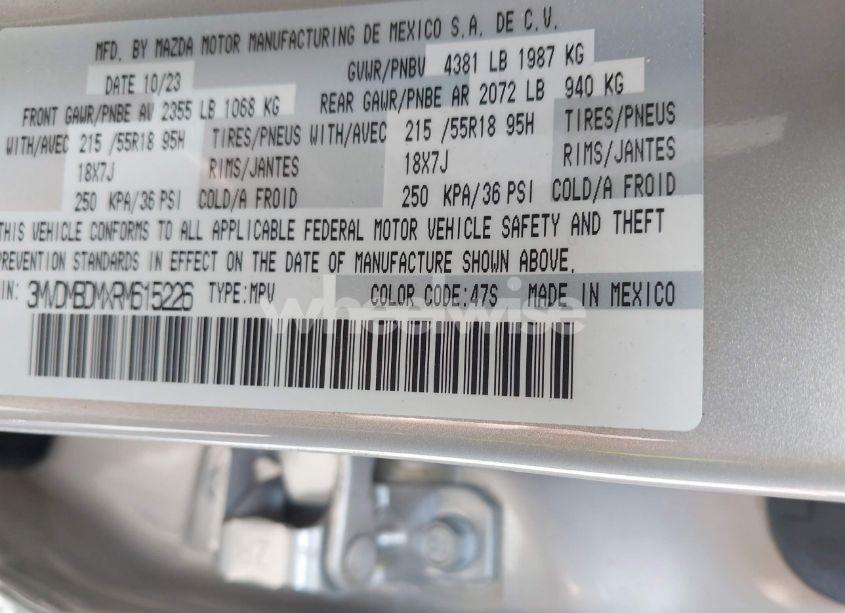 MFD. BY MAZDA MOTOR MANUFACTURING DE MEXICO S.A. DE C.V.
DATE 10/23 GVWR/PNBV 4381 LB 1987 KG
FRONT GAWR/PNBE AV 2355 LB 1068 KG REAR GAWR/PNBE AR 2072 LB 940 KG
WITH/AVEC 215 /55R18 95H TIRES/PNEUS WITH/AVEC 215 /55R18 95H TIRES/PNEUS
18X7J RIMS/JANTES 18X7J RIMS/JANTES
250 KPA/36 PSI COLD/A FROID 250 KPA/36 PSI COLD/A FROID
THIS VEHICLE CONFORMS TO ALL APPLICABLE FEDERAL MOTOR VEHICLE SAFETY AND THEFT
PREVENTION STANDARDS IN EFFECT ON THE DATE OF MANUFACTURE SHOWN ABOVE.
IN: 3MVDMBDMXRM615226 TYPE:MPV COLOR CODE:47S MADE IN MEXICO
wheelwise